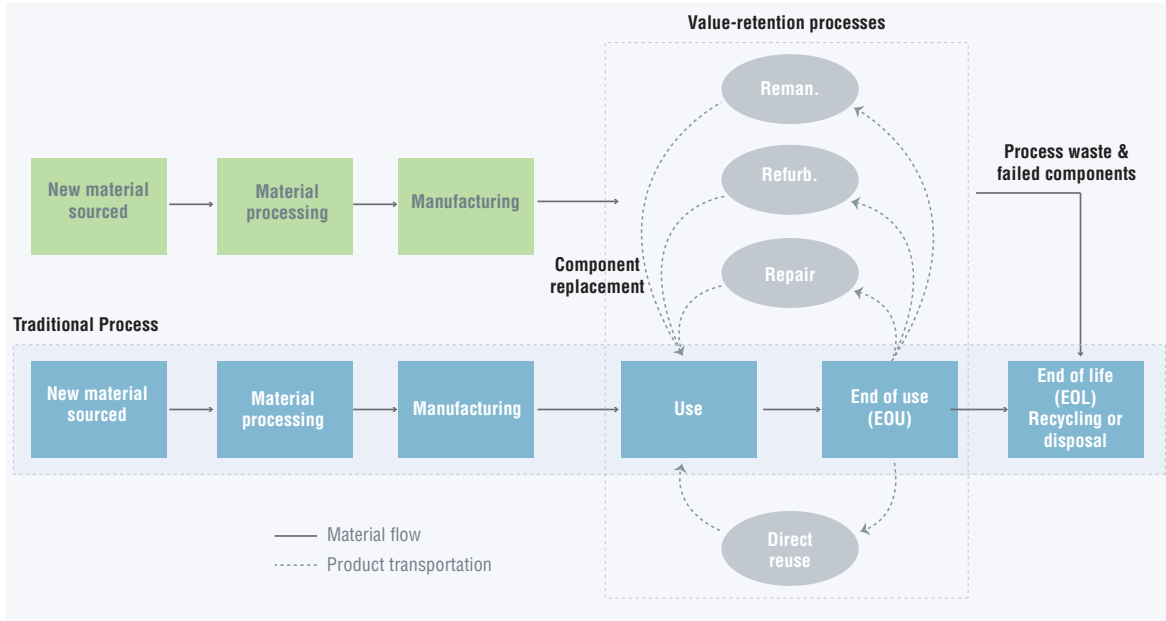 Value-retention processes
Reman.
New material
sourced
Material
processing
Manufacturing
Refurb.
Process waste &
failed components
Component
replacement
Repair
Traditional Process
New material
sourced
Material
processing
Manufacturing
Use
End of use
(EOU)
End of life
(EOL)
Recycling or
disposal
Direct
reuse
Material flow
Product transportation